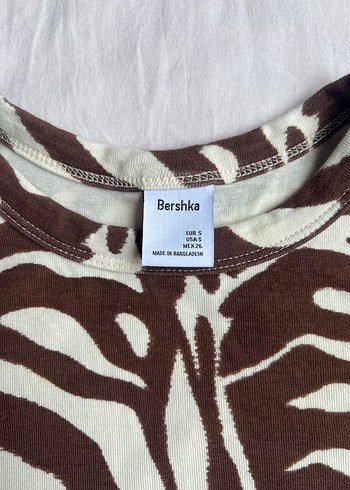 Bershka
EUR S
USA S
MEX 26
MADE IN BANGLADESH